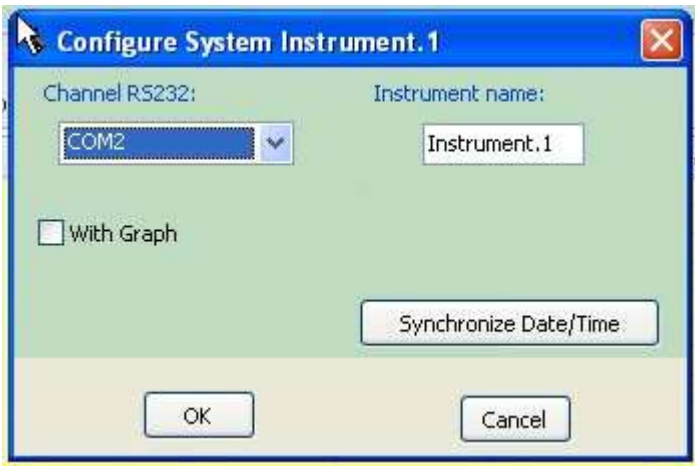 Configure System Instrument.1
Channel RS232:
Instrument name:
COM2
Instrument.1
With Graph
Synchronize Date/Time
OK
Cancel